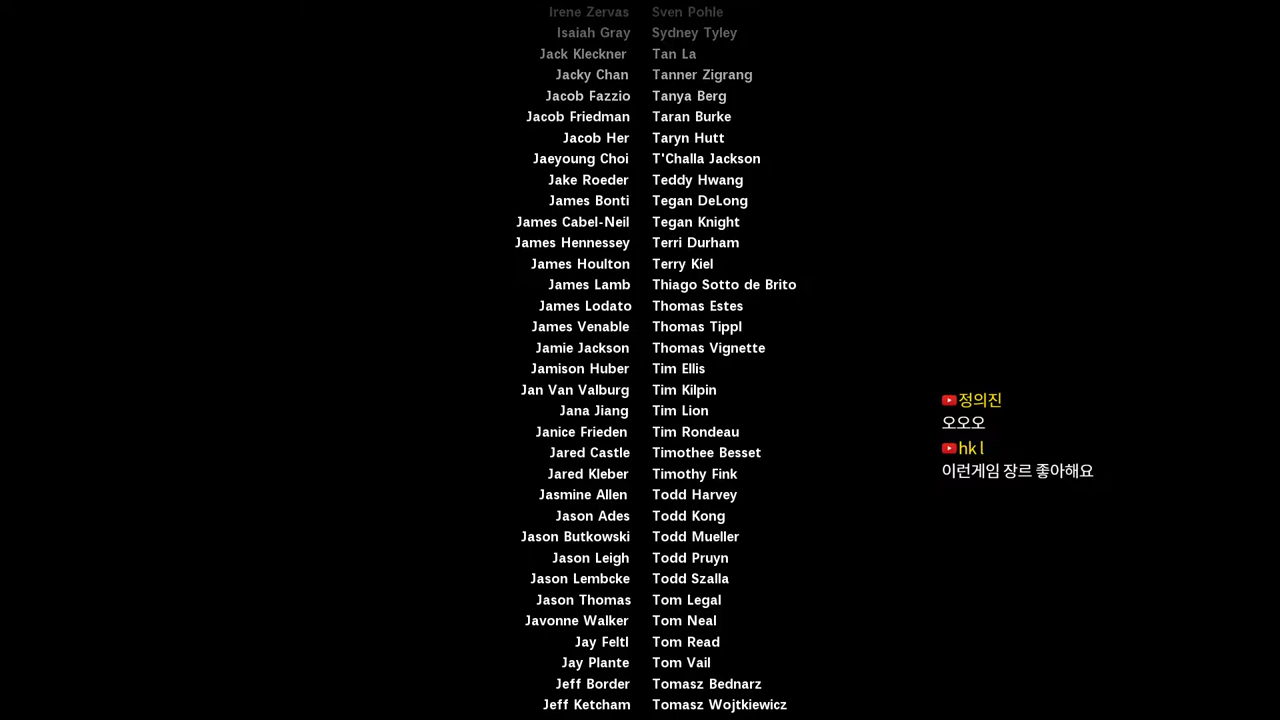 Irene Zervas Sven Pohle
Isaiah Gray Sydney Tyley
Jack Kleckner Tan La
Jacky Chan Tanner Zigrang
Jacob Fazzio Tanya Berg
Jacob Friedman Taran Burke
Jacob Her Taryn Hutt
Jaeyoung Choi T'Challa Jackson
Jake Roeder Teddy Hwang
James Bonti Tegan DeLong
James Cabel-Neil Tegan Knight
James Hennessey Terri Durham
James Houlton Terry Kiel
James Lamb Thiago Sotto de Brito
James Lodato Thomas Estes
James Venable Thomas Tippl
Jamie Jackson Thomas Vignette
Jamison Huber Tim Ellis
Jan Van Valburg Tim Kilpin
Jana Jiang Tim Lion
Janice Frieden Tim Rondeau
Jared Castle Timothee Besset
Jared Kleber Timothy Fink
Jasmine Allen Todd Harvey
Jason Ades Todd Kong
Jason Butkowski Todd Mueller
Jason Leigh Todd Pruyn
Jason Lembcke Todd Szalla
Jason Thomas Tom Legal
Javonne Walker Tom Neal
Jay Feltl Tom Read
Jay Plante Tom Vail
Jeff Border Tomasz Bednarz
Jeff Ketcham Tomasz Wojtkiewicz
정의진
오오오
hk l
이런게임 장르 좋아해요